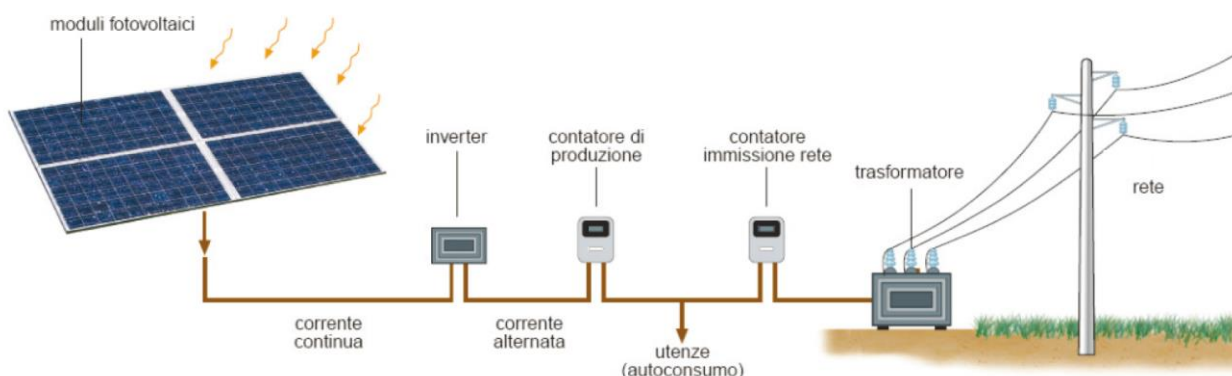 moduli fotovoltaici
inverter
contatore di
produzione
contatore
immissione rete
trasformatore
rete
corrente
continua
corrente
alternata
utenze
(autoconsumo)